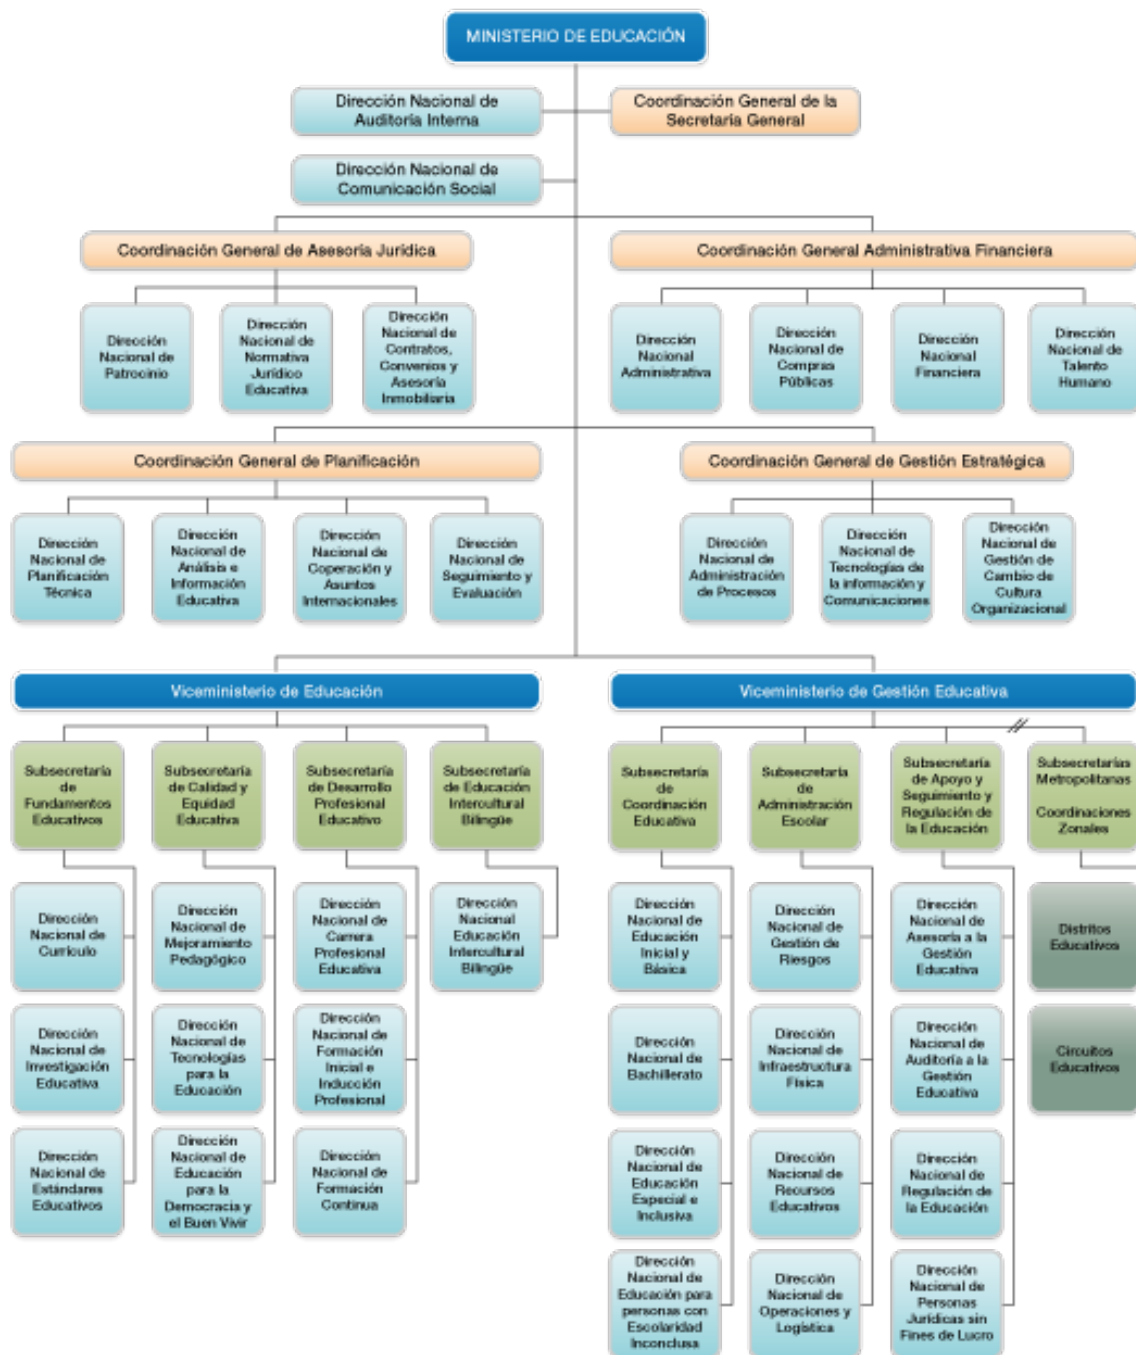 MINISTERIO DE EDUCACIÓN
Dirección Nacional de
Auditoría Interna
Coordinación General de la
Secretaría General
Dirección Nacional de
Comunicación Social
Coordinación General de Asesoría Jurídica
Coordinación General Administrativa Financiera
Dirección
Nacional de
Patrocinio
Dirección
Nacional de
Normativa
Jurídico
Educativa
Dirección
Nacional de
Contratos,
Convenios y
Asesoría
Inmobiliaria
Dirección
Nacional
Administrativa
Dirección
Nacional de
Compras
Públicas
Dirección
Nacional
Financiera
Dirección
Nacional de
Talento
Humano
Coordinación General de Planificación
Coordinación General de Gestión Estratégica
Dirección
Nacional de
Planificación
Técnica
Dirección
Nacional de
Análisis e
Información
Educativa
Dirección
Nacional de
Coperación y
Asuntos
Internacionales
Dirección
Nacional de
Seguimiento y
Evaluación
Dirección
Nacional de
Administración
de Procesos
Dirección
Nacional de
Tecnologías de
la información y
Comunicaciones
Dirección
Nacional de
Gestión de
Cambio de
Cultura
Organizacional
Viceministerio de Educación
Viceministerio de Gestión Educativa
Subsecretaría
de
Fundamentos
Educativos
Subsecretaría
de Calidad y
Equidad
Educativa
Subsecretaría
de Desarrollo
Profesional
Educativo
Subsecretaría
de Educación
Intercultural
Bilingüe
Subsecretaría
de
Coordinación
Educativa
Subsecretaría
de
Administración
Escolar
Subsecretaría
de Apoyo y
Seguimiento y
Regulación de
la Educación
Subsecretarías
Metropolitanas
Coordinaciones
Zonales
Dirección
Nacional de
Currículo
Dirección
Nacional de
Mejoramiento
Pedagógico
Dirección
Nacional de
Carrera
Profesional
Educativa
Dirección
Nacional
Educación
Intercultural
Bilingüe
Dirección
Nacional de
Educación
Inicial y
Básica
Dirección
Nacional de
Gestión de
Riesgos
Dirección
Nacional de
Asesoría a la
Gestión
Educativa
Distritos
Educativos
Dirección
Nacional de
Investigación
Educativa
Dirección
Nacional de
Tecnologías
para la
Educación
Dirección
Nacional de
Formación
Inicial e
Inducción
Profesional
Dirección
Nacional de
Bachillerato
Dirección
Nacional de
Infraestructura
Física
Dirección
Nacional de
Auditoría a la
Gestión
Educativa
Circuitos
Educativos
Dirección
Nacional de
Estándares
Educativos
Dirección
Nacional de
Educación
para la
Democracia y
el Buen Vivir
Dirección
Nacional de
Formación
Continua
Dirección
Nacional de
Educación
Especial e
Inclusiva
Dirección
Nacional de
Recursos
Educativos
Dirección
Nacional de
Regulación de
la Educación
Dirección
Nacional de
Educación para
personas con
Escolaridad
Inconclusa
Dirección
Nacional de
Operaciones y
Logística
Dirección
Nacional de
Personas
Jurídicas sin
Fines de Lucro